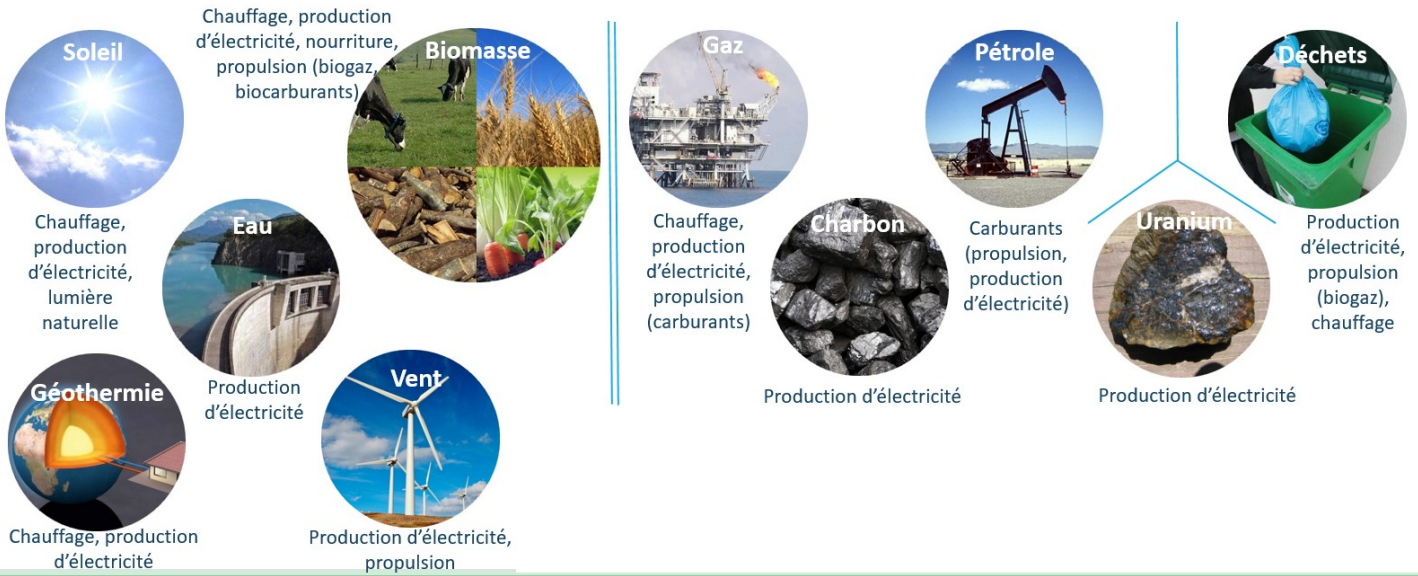 Soleil
Chauffage,
production
d'électricité,
lumière
naturelle
Chauffage, production
d'électricité, nourriture,
propulsion (biogaz,
biocarburants)
Biomasse
Eau
Production
d'électricité
Géothermie
Chauffage, production
d'électricité
Vent
Production d'électricité,
propulsion
Gaz
Chauffage,
production
d'électricité,
propulsion
(carburants)
Charbon
Production d'électricité
Pétrole
Carburants
(propulsion,
production
d'électricité)
Uranium
Production d'électricité
Déchets
Production
d'électricité,
propulsion
(biogaz),
chauffage